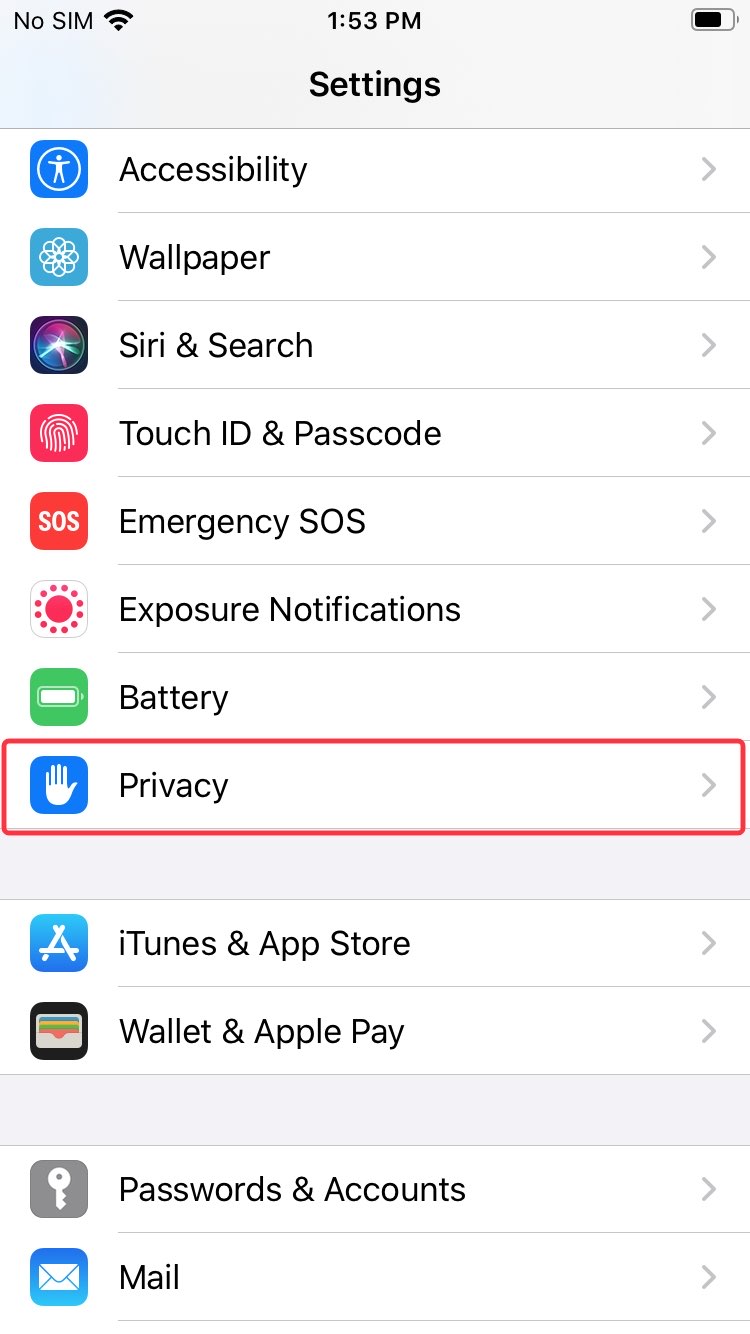 No SIM 1:53 PM
Settings
Accessibility
Wallpaper
Siri & Search
Touch ID & Passcode
SOS Emergency SOS
Exposure Notifications
Battery
Privacy
iTunes & App Store
Wallet & Apple Pay
Passwords & Accounts
Mail